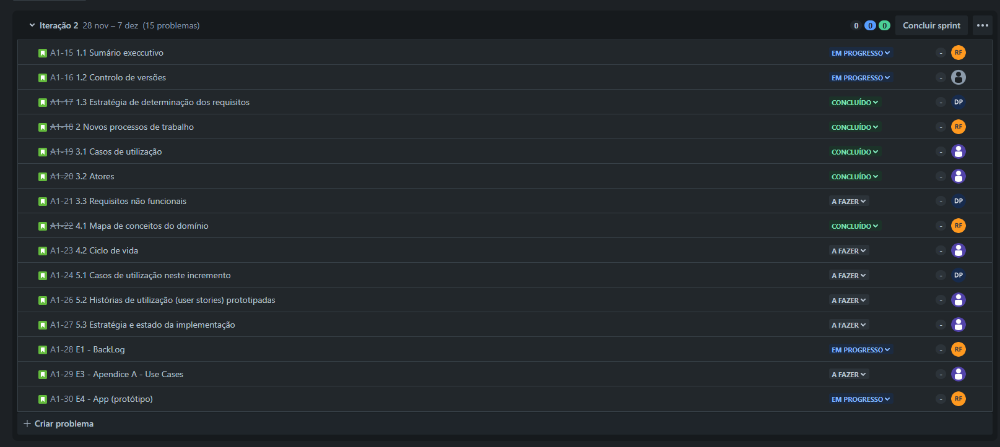 Iteração 2 28 nov – 7 dez (15 problemas) 0 0 0 Concluir sprint
A1-15 1.1 Sumário execcutivo EM PROGRESSO - RF
A1-16 1.2 Controlo de versões EM PROGRESSO -
A1-17 1.3 Estratégia de determinação dos requisitos CONCLUÍDO - DP
A1-18 2 Novos processos de trabalho CONCLUÍDO - RF
A1-19 3.1 Casos de utilização CONCLUÍDO -
A1-20 3.2 Atores CONCLUÍDO -
A1-21 3.3 Requisitos não funcionais A FAZER - DP
A1-22 4.1 Mapa de conceitos do domínio CONCLUÍDO - RF
A1-23 4.2 Ciclo de vida A FAZER -
A1-24 5.1 Casos de utilização neste incremento A FAZER - DP
A1-26 5.2 Histórias de utilização (user stories) prototipadas A FAZER -
A1-27 5.3 Estratégia e estado da implementação A FAZER -
A1-28 E1 - BackLog EM PROGRESSO - RF
A1-29 E3 - Apendice A - Use Cases A FAZER -
A1-30 E4 - App (protótipo) EM PROGRESSO - RF
+ Criar problema